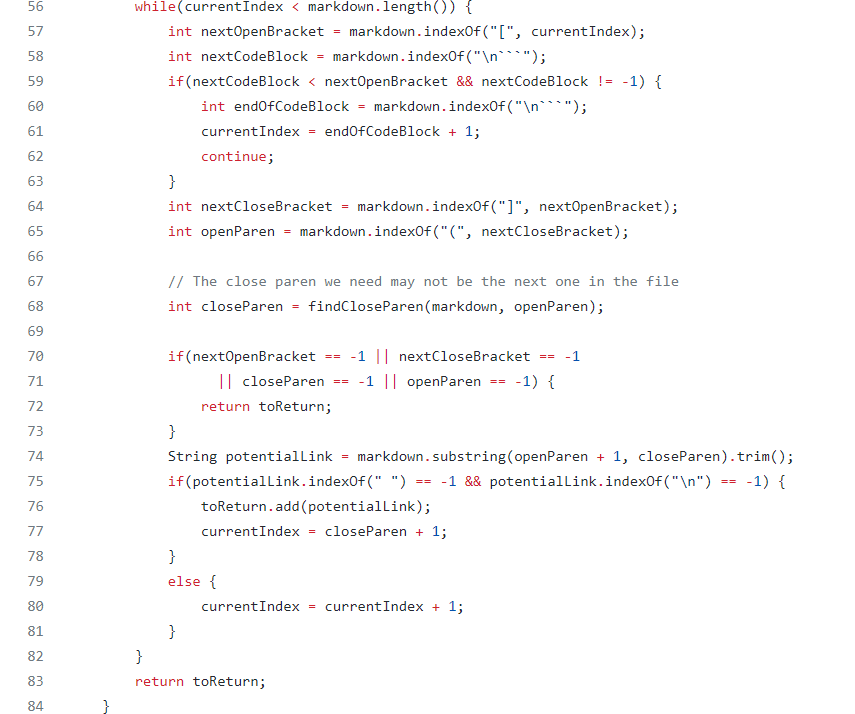 56         while(currentIndex < markdown.length()) {
57             int nextOpenBracket = markdown.indexOf("[", currentIndex);
58             int nextCodeBlock = markdown.indexOf("\n```");
59             if(nextCodeBlock < nextOpenBracket && nextCodeBlock != -1) {
60                 int endOfCodeBlock = markdown.indexOf("\n```");
61                 currentIndex = endOfCodeBlock + 1;
62                 continue;
63             }
64             int nextCloseBracket = markdown.indexOf("]", nextOpenBracket);
65             int openParen = markdown.indexOf("(", nextCloseBracket);
66
67             // The close paren we need may not be the next one in the file
68             int closeParen = findCloseParen(markdown, openParen);
69
70             if(nextOpenBracket == -1 || nextCloseBracket == -1
71                   || closeParen == -1 || openParen == -1) {
72                 return toReturn;
73             }
74             String potentialLink = markdown.substring(openParen + 1, closeParen).trim();
75             if(potentialLink.indexOf(" ") == -1 && potentialLink.indexOf("\n") == -1) {
76                 toReturn.add(potentialLink);
77                 currentIndex = closeParen + 1;
78             }
79             else {
80                 currentIndex = currentIndex + 1;
81             }
82         }
83         return toReturn;
84     }